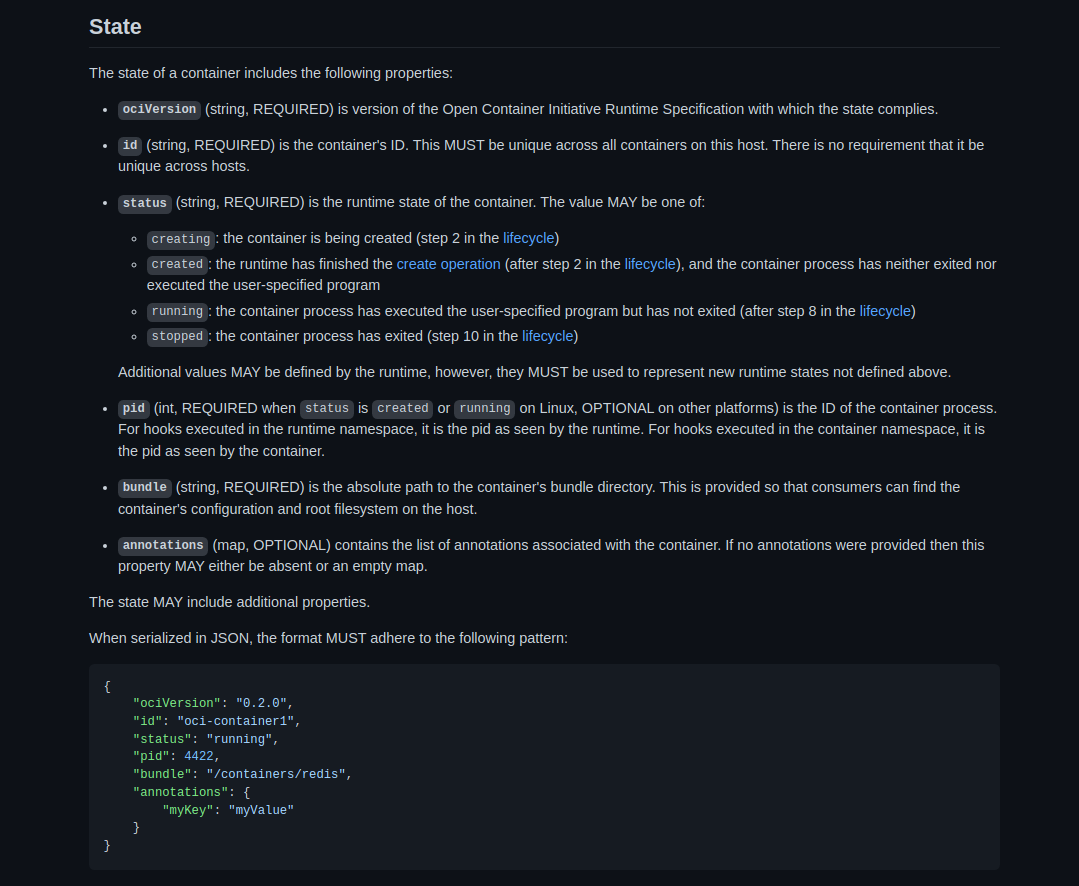 State
The state of a container includes the following properties:
• ociVersion (string, REQUIRED) is version of the Open Container Initiative Runtime Specification with which the state complies.
• id (string, REQUIRED) is the container's ID. This MUST be unique across all containers on this host. There is no requirement that it be
unique across hosts.
• status (string, REQUIRED) is the runtime state of the container. The value MAY be one of:
◦ creating: the container is being created (step 2 in the lifecycle)
◦ created: the runtime has finished the create operation (after step 2 in the lifecycle), and the container process has neither exited nor
executed the user-specified program
◦ running: the container process has executed the user-specified program but has not exited (after step 8 in the lifecycle)
◦ stopped: the container process has exited (step 10 in the lifecycle)
Additional values MAY be defined by the runtime, however, they MUST be used to represent new runtime states not defined above.
• pid (int, REQUIRED when status is created or running on Linux, OPTIONAL on other platforms) is the ID of the container process.
For hooks executed in the runtime namespace, it is the pid as seen by the runtime. For hooks executed in the container namespace, it is
the pid as seen by the container.
• bundle (string, REQUIRED) is the absolute path to the container's bundle directory. This is provided so that consumers can find the
container's configuration and root filesystem on the host.
• annotations (map, OPTIONAL) contains the list of annotations associated with the container. If no annotations were provided then this
property MAY either be absent or an empty map.
The state MAY include additional properties.
When serialized in JSON, the format MUST adhere to the following pattern:
{
    "ociVersion": "0.2.0",
    "id": "oci-container1",
    "status": "running",
    "pid": 4422,
    "bundle": "/containers/redis",
    "annotations": {
        "myKey": "myValue"
    }
}